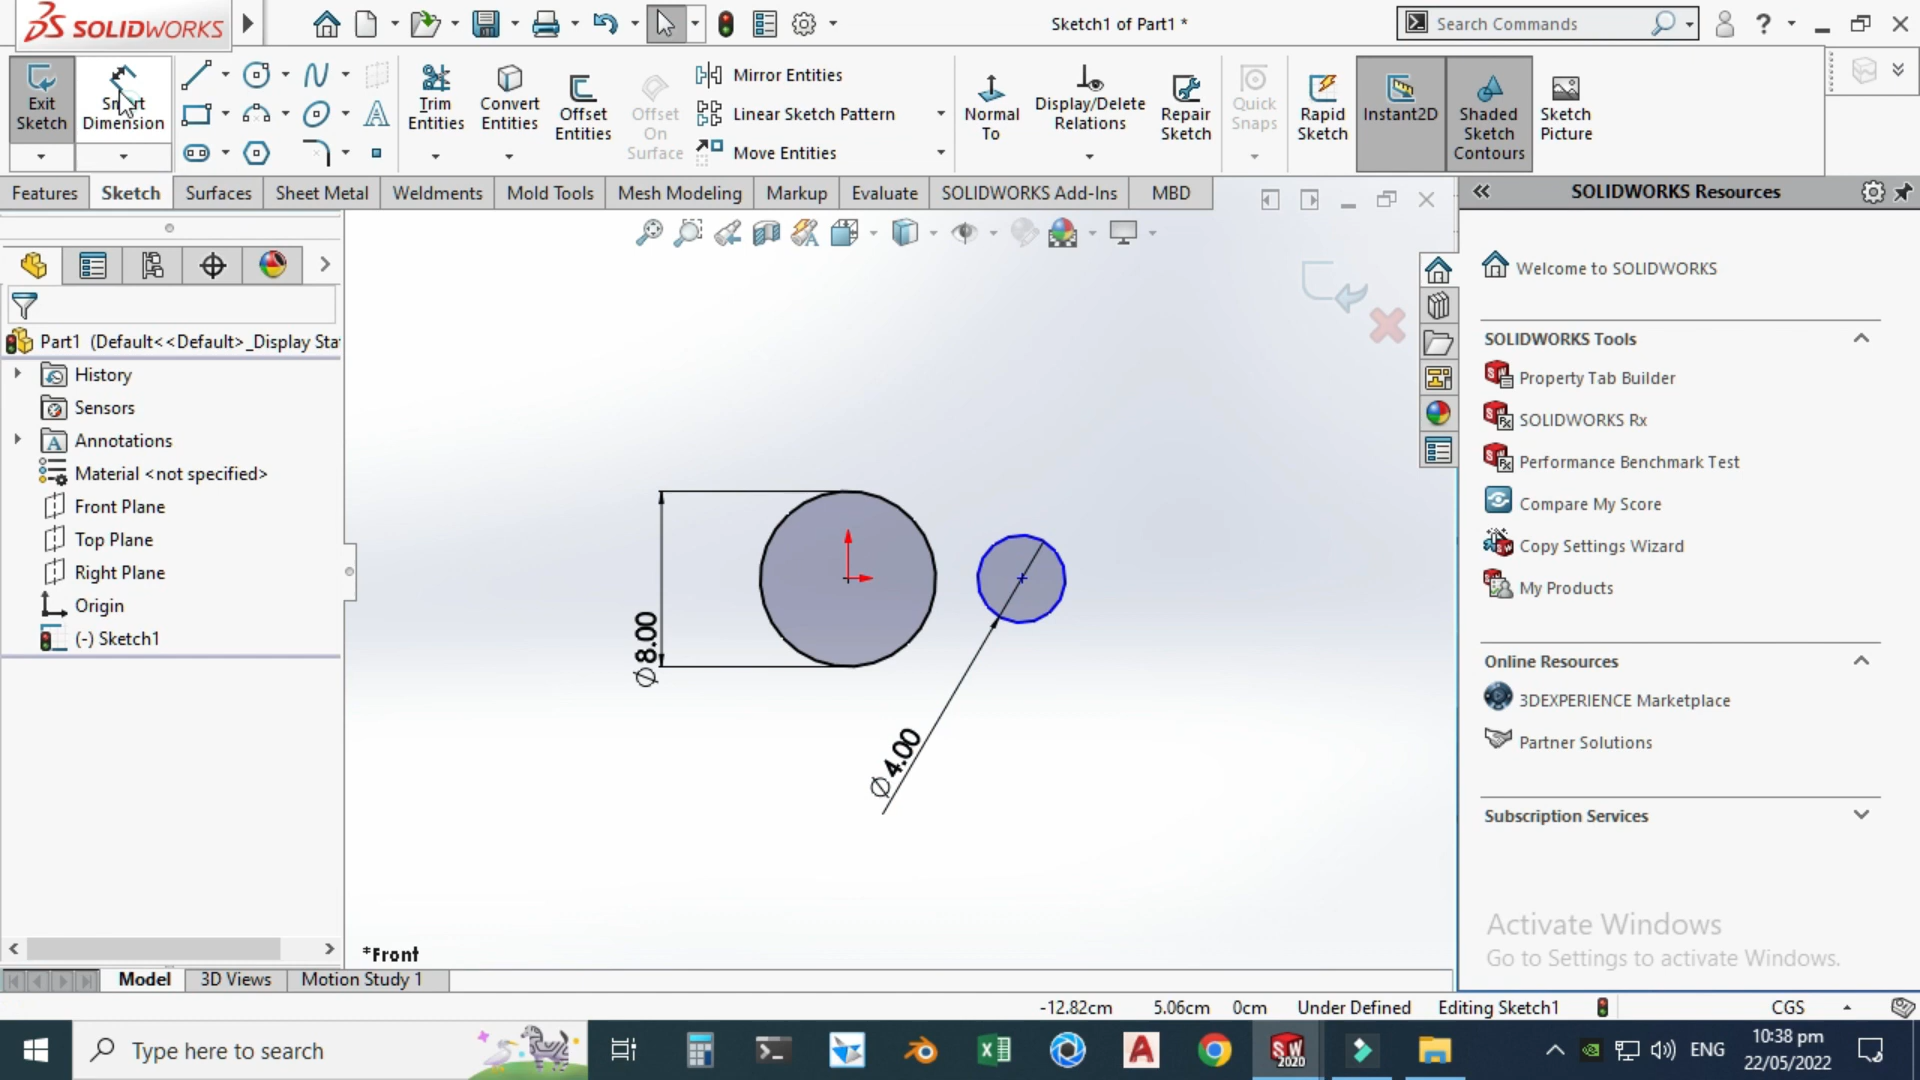 SOLIDWORKS
Sketch1 of Part1 *
Search Commands
?
Exit Sketch
Smart Dimension
Trim Entities
Convert Entities
Offset Entities
Offset On Surface
Mirror Entities
Linear Sketch Pattern
Move Entities
Normal To
Display/Delete Relations
Repair Sketch
Quick Snaps
Rapid Sketch
Instant2D
Shaded Sketch Contours
Sketch Picture
Features
Sketch
Surfaces
Sheet Metal
Weldments
Mold Tools
Mesh Modeling
Markup
Evaluate
SOLIDWORKS Add-Ins
MBD
SOLIDWORKS Resources
Part1 (Default<<Default>_Display Sta
History
Sensors
Annotations
Material <not specified>
Front Plane
Top Plane
Right Plane
Origin
(-) Sketch1
∅8.00
∅4.00
*Front
Welcome to SOLIDWORKS
SOLIDWORKS Tools
Property Tab Builder
SOLIDWORKS Rx
Performance Benchmark Test
Compare My Score
Copy Settings Wizard
My Products
Online Resources
3DEXPERIENCE Marketplace
Partner Solutions
Subscription Services
Activate Windows
Go to Settings to activate Windows.
Model
3D Views
Motion Study 1
-12.82cm 5.06cm 0cm Under Defined Editing Sketch1 CGS
Type here to search
SW 2020
ENG
10:38 pm
22/05/2022